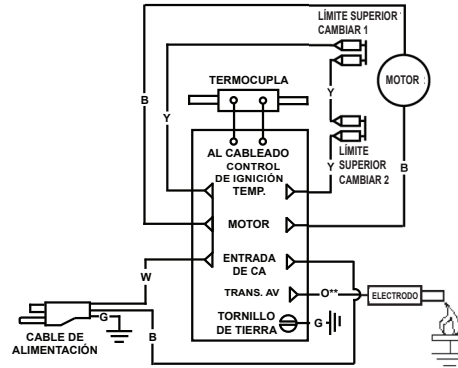 LÍMITE SUPERIOR
CAMBIAR 1
TERMOCUPLA
MOTOR
B
Y
Y
AL CABLEADO
CONTROL
DE IGNICIÓN
TEMP.
Y
LÍMITE
SUPERIOR
CAMBIAR 2
B
MOTOR
W
ENTRADA
DE CA
TRANS. AV
O**
ELECTRODO
G
TORNILLO
DE TIERRA
G
CABLE DE
ALIMENTACIÓN
B